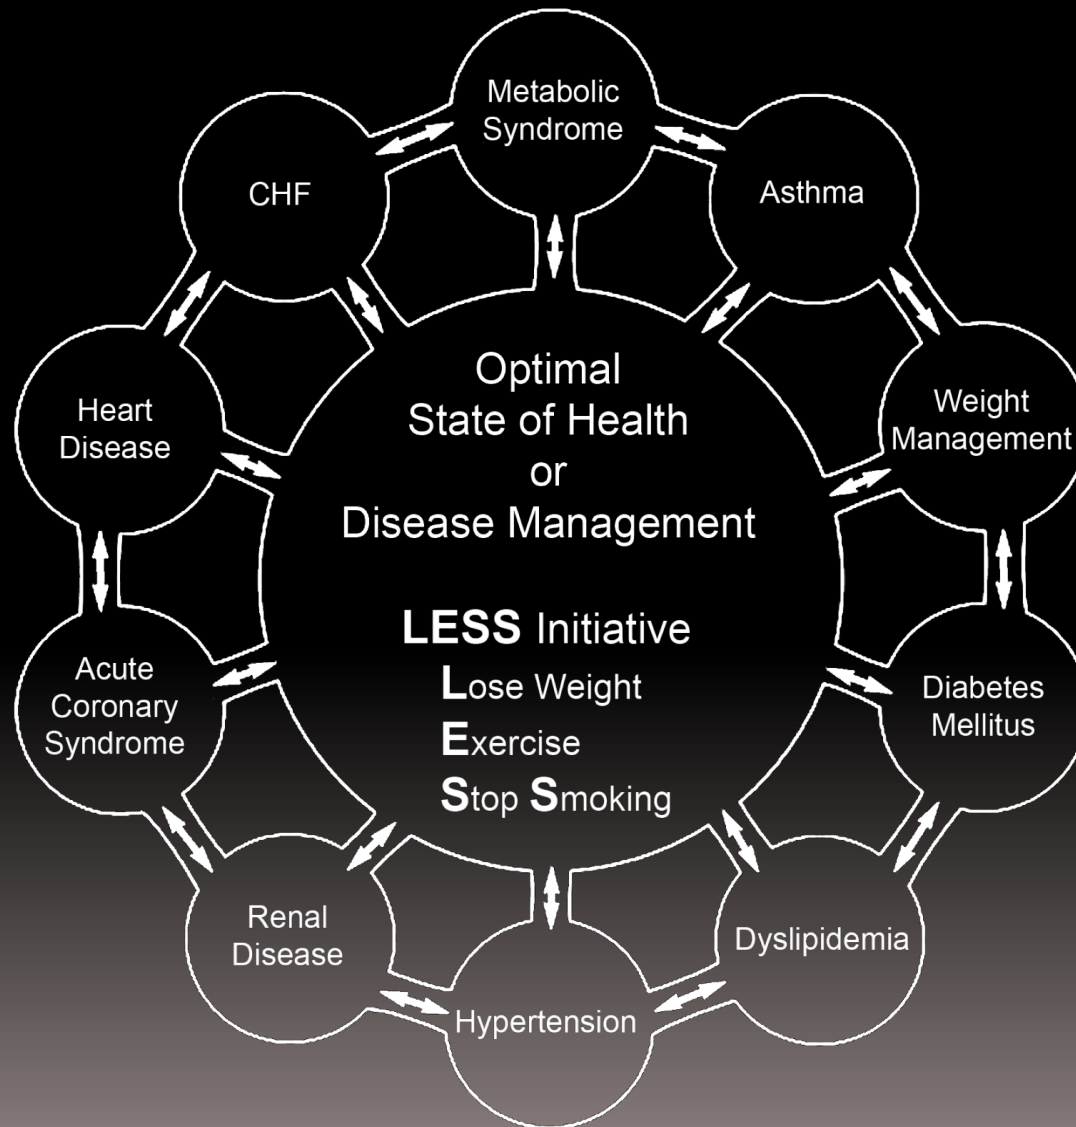 Metabolic
Syndrome
CHF
Asthma
Heart
Disease
Optimal
State of Health
or
Disease Management
Weight
Management
LESS Initiative
Lose Weight
Exercise
Stop Smoking
Acute
Coronary
Syndrome
Diabetes
Mellitus
Renal
Disease
Dyslipidemia
Hypertension